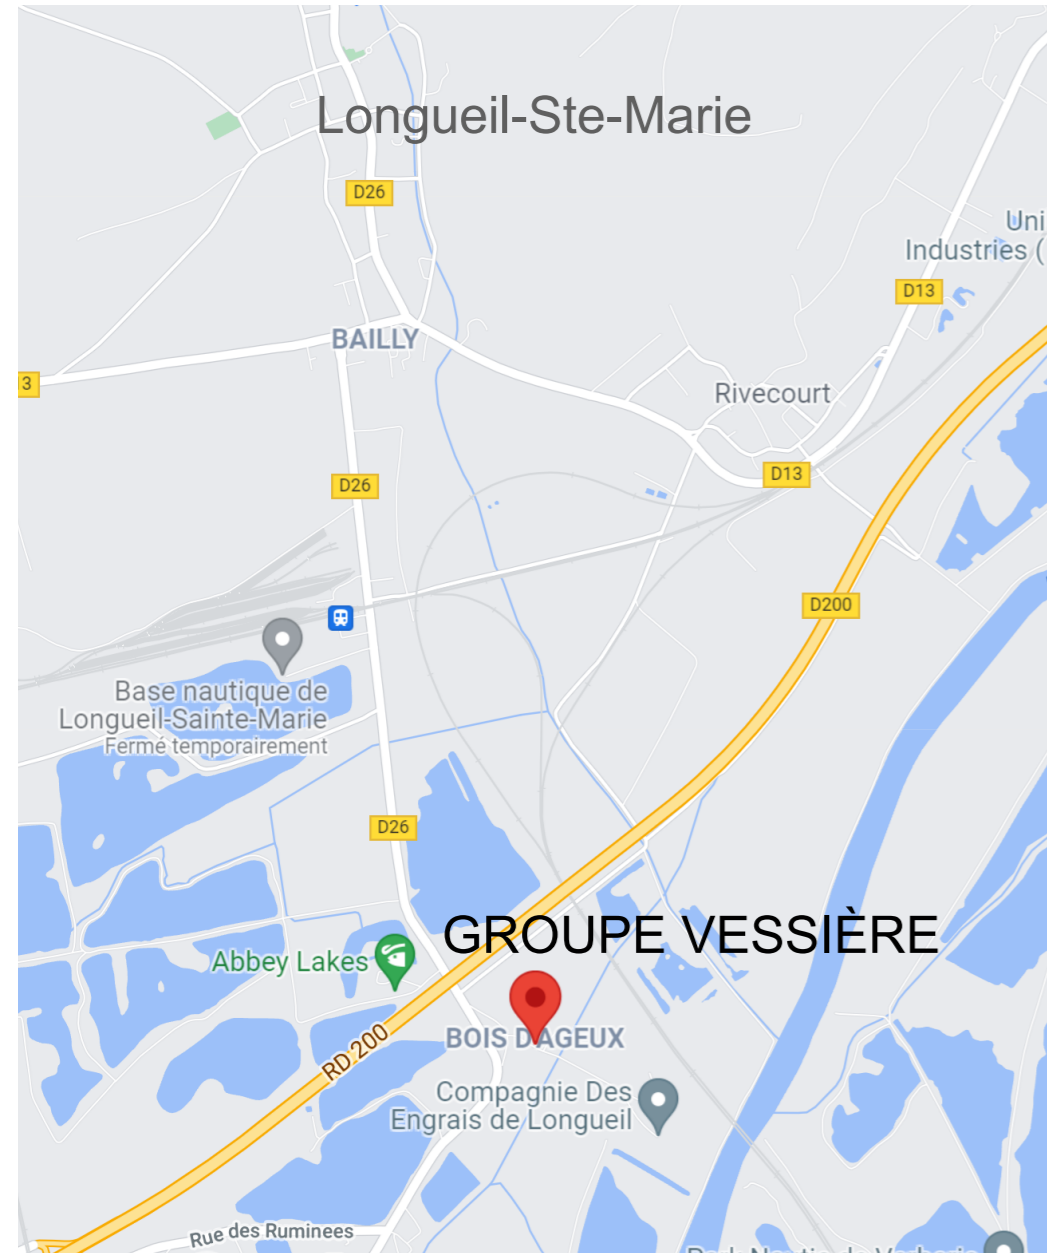 Longueil-Ste-Marie
D26
Uni
Industries (
D13
BAILLY
3
Rivecourt
D13
D26
D200
Base nautique de
Longueil-Sainte-Marie
Fermé temporairement
D26
GROUPE VESSIÈRE
Abbey Lakes
BOIS D'AGEUX
RD 200
Compagnie Des
Engrais de Longueil
Rue des Ruminees